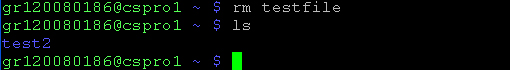 gr120080186@cspro1 ~ $ rm testfile
gr120080186@cspro1 ~ $ ls
test2
gr120080186@cspro1 ~ $